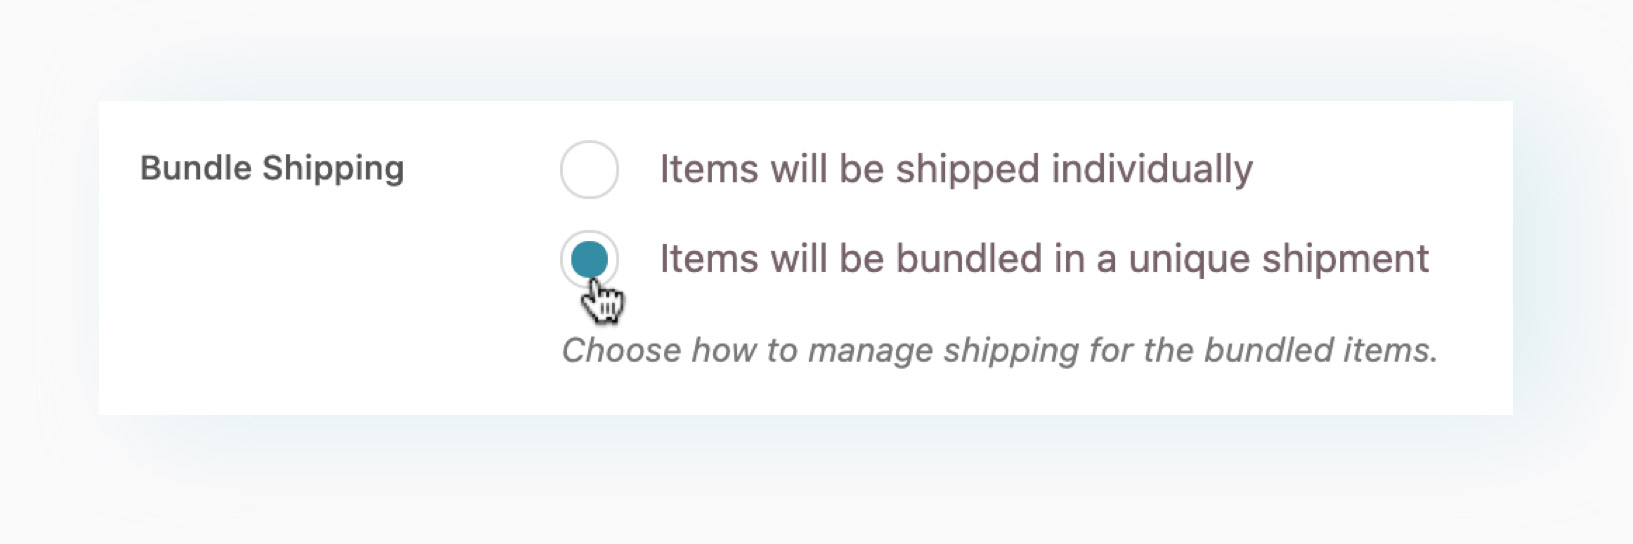 Bundle Shipping
Items will be shipped individually
Items will be bundled in a unique shipment
Choose how to manage shipping for the bundled items.